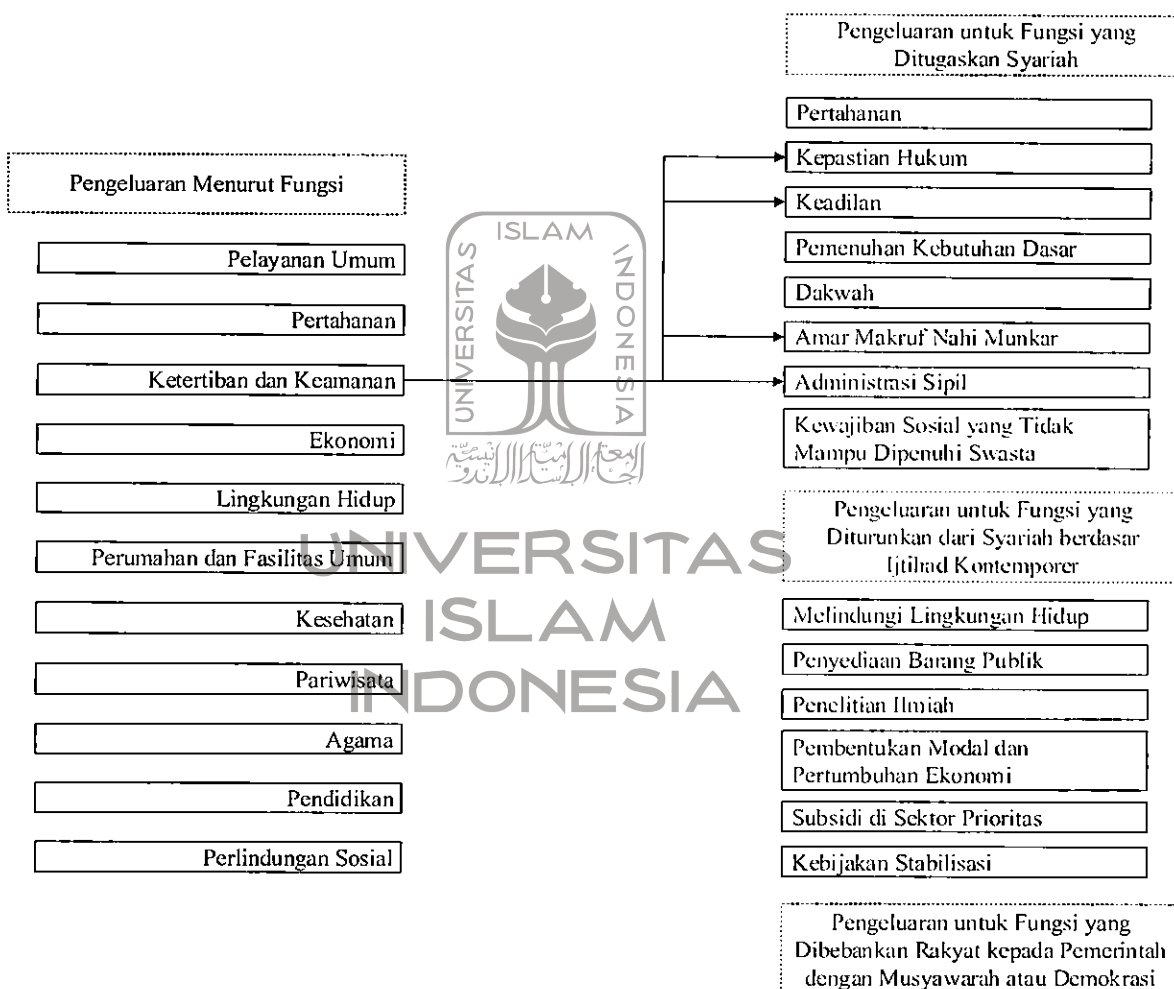 Pengeluaran Menurut Fungsi
Pelayanan Umum
Pertahanan
Ketertiban dan Keamanan
Ekonomi
Lingkungan Hidup
Perumahan dan Fasilitas Umum
Kesehatan
Pariwisata
Agama
Pendidikan
Perlindungan Sosial
UNIVERSITAS
ISLAM
INDONESIA
UNIVERSITAS
ISLAM
INDONESIA
Pengeluaran untuk Fungsi yang
Ditugaskan Syariah
Pertahanan
Kepastian Hukum
Keadilan
Pemenuhan Kebutuhan Dasar
Dakwah
Amar Makruf Nahi Munkar
Administrasi Sipil
Kewajiban Sosial yang Tidak
Mampu Dipenuhi Swasta
Pengeluaran untuk Fungsi yang
Diturunkan dari Syariah berdasar
Ijtihad Kontemporer
Melindungi Lingkungan Hidup
Penyediaan Barang Publik
Penelitian Ilmiah
Pembentukan Modal dan
Pertumbuhan Ekonomi
Subsidi di Sektor Prioritas
Kebijakan Stabilisasi
Pengeluaran untuk Fungsi yang
Dibebankan Rakyat kepada Pemerintah
dengan Musyawarah atau Demokrasi